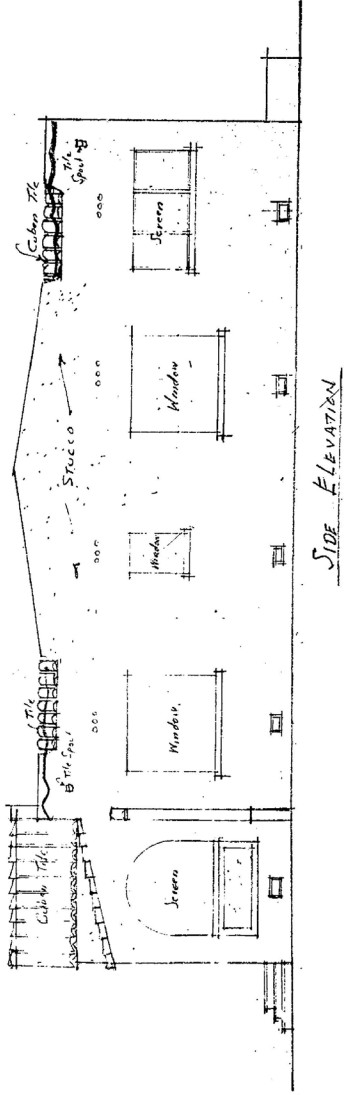 Cuban Tile
Tile
Tile Spout
STUCCO
Cuban Tile
Tile
Spout
Screen
Window
Window
Window
Screen
SIDE ELEVATION